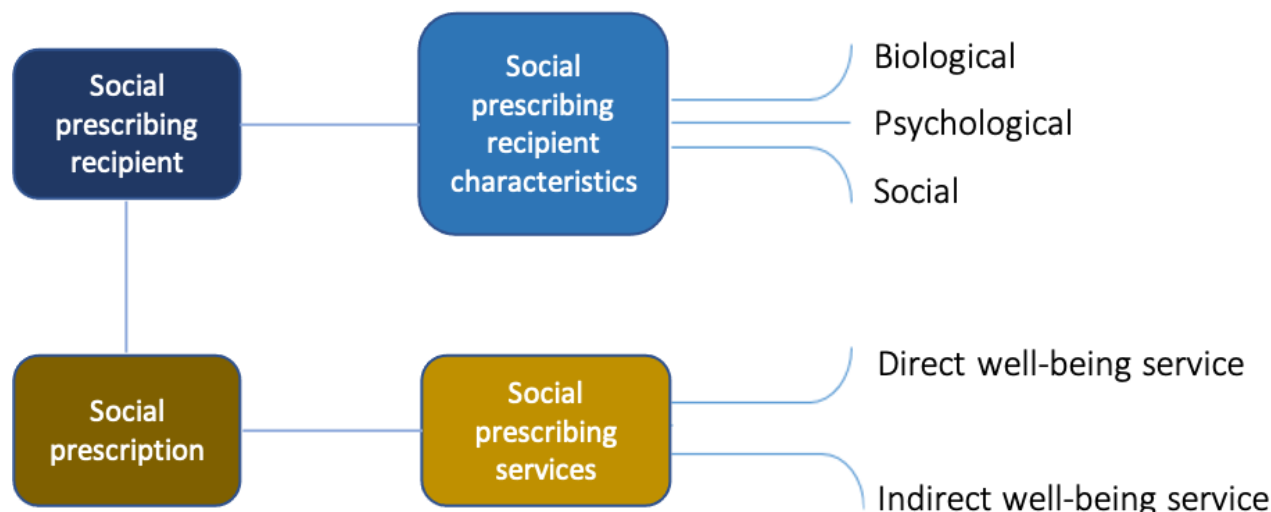 Social
prescribing
recipient
Social
prescribing
recipient
characteristics
Biological
Psychological
Social
Social
prescription
Social
prescribing
services
Direct well-being service
Indirect well-being service